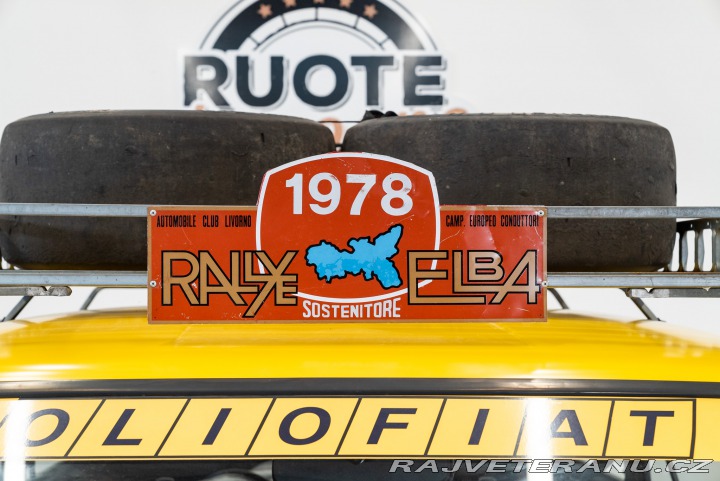 RUOTE
1978
AUTOMOBILE CLUB LIVORNO
CAMP. EUROPEO CONDUTTORI
RALLYE ELBA
SOSTENITORE
OLIOFIAT
RAJVETERANU.CZ